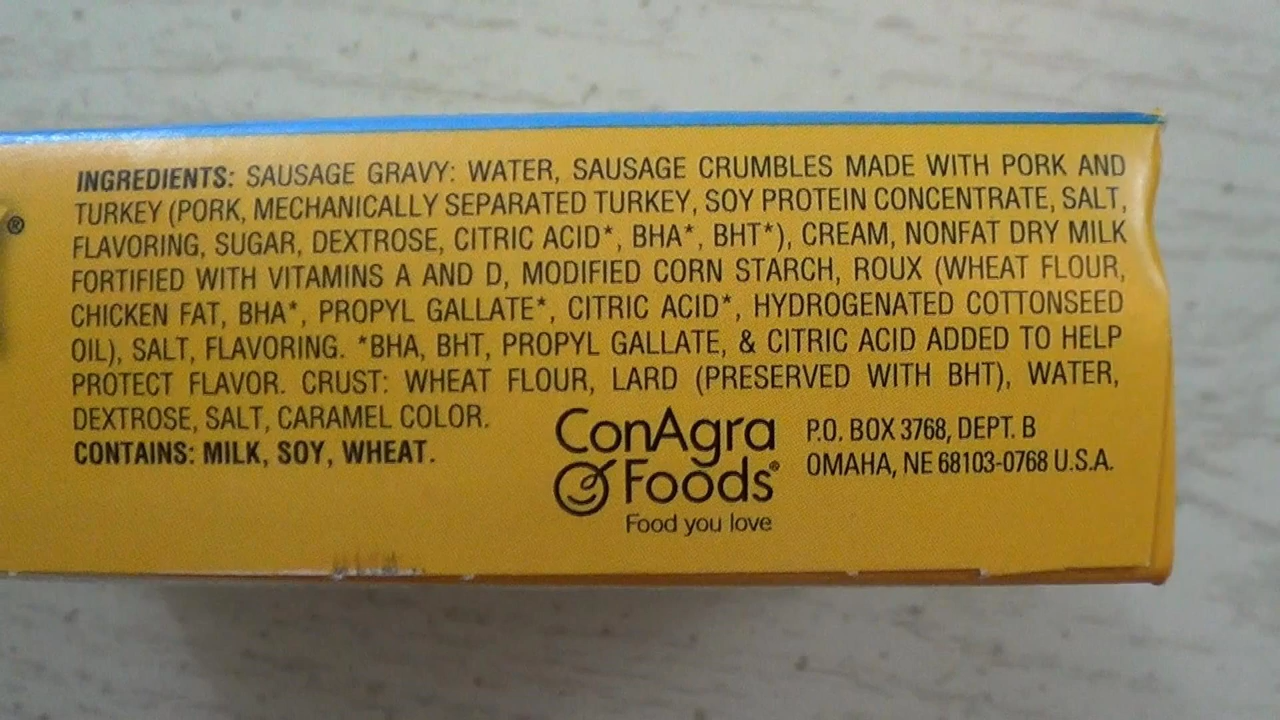 INGREDIENTS: SAUSAGE GRAVY: WATER, SAUSAGE CRUMBLES MADE WITH PORK AND
TURKEY (PORK, MECHANICALLY SEPARATED TURKEY, SOY PROTEIN CONCENTRATE, SALT,
FLAVORING, SUGAR, DEXTROSE, CITRIC ACID*, BHA*, BHT*), CREAM, NONFAT DRY MILK
FORTIFIED WITH VITAMINS A AND D, MODIFIED CORN STARCH, ROUX (WHEAT FLOUR,
CHICKEN FAT, BHA*, PROPYL GALLATE*, CITRIC ACID*, HYDROGENATED COTTONSEED
OIL), SALT, FLAVORING. *BHA, BHT, PROPYL GALLATE, & CITRIC ACID ADDED TO HELP
PROTECT FLAVOR. CRUST: WHEAT FLOUR, LARD (PRESERVED WITH BHT), WATER,
DEXTROSE, SALT, CARAMEL COLOR.
CONTAINS: MILK, SOY, WHEAT.
ConAgra
Foods®
Food you love
P.O. BOX 3768, DEPT. B
OMAHA, NE 68103-0768 U.S.A.
®